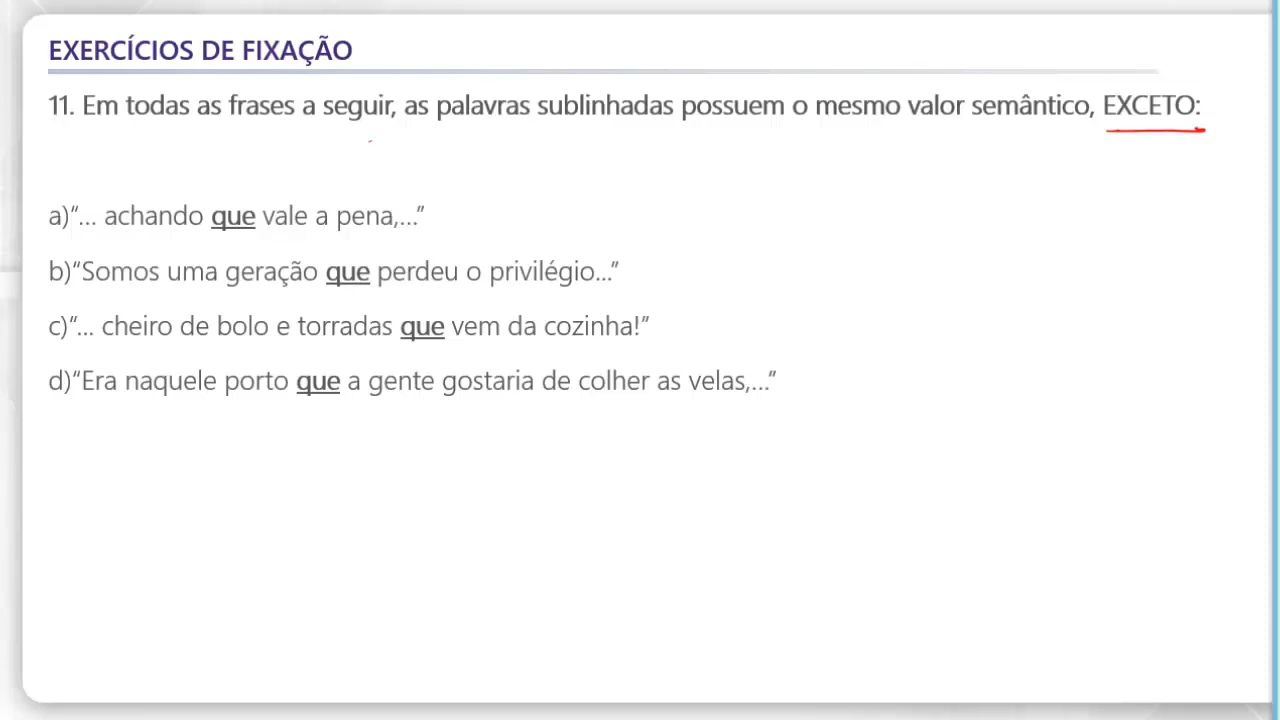 EXERCÍCIOS DE FIXAÇÃO
11. Em todas as frases a seguir, as palavras sublinhadas possuem o mesmo valor semântico, EXCETO:
a)“... achando que vale a pena,...”
b)“Somos uma geração que perdeu o privilégio...”
c)“... cheiro de bolo e torradas que vem da cozinha!”
d)“Era naquele porto que a gente gostaria de colher as velas,...”